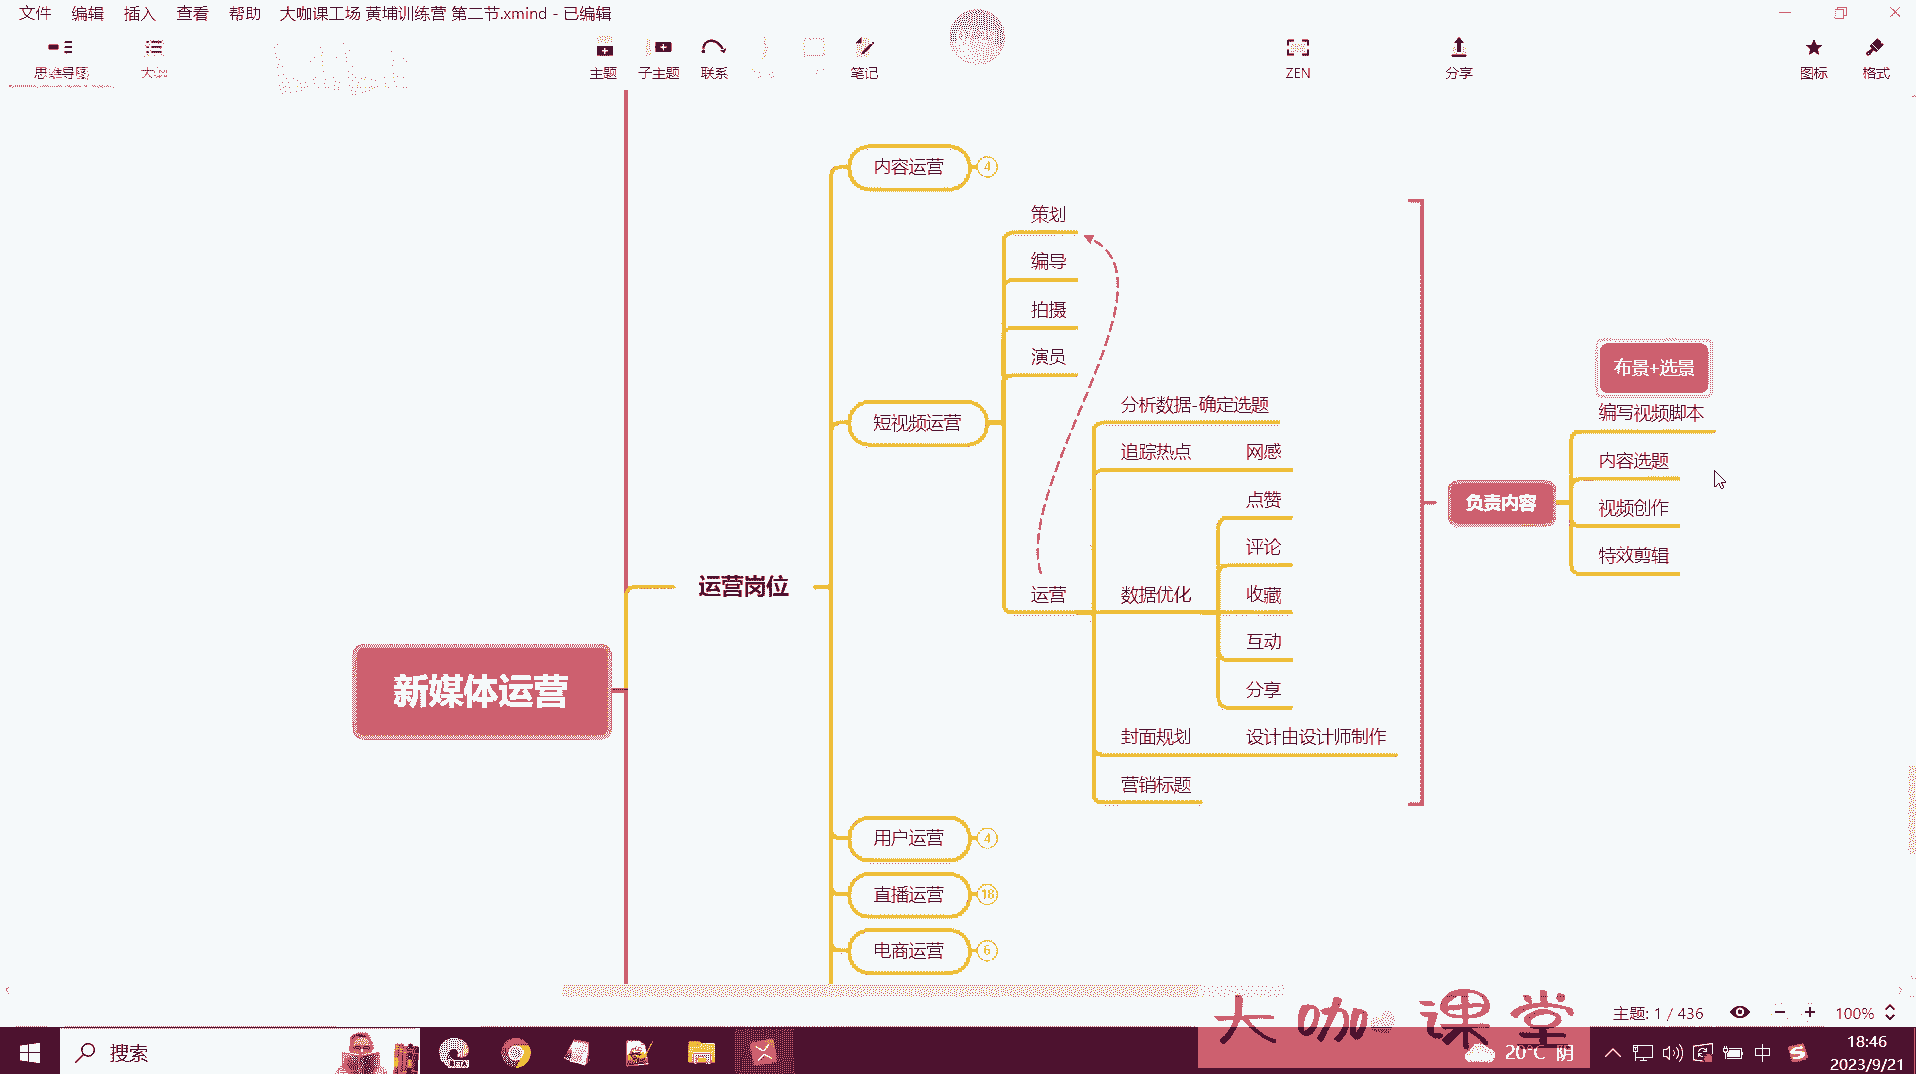 文件 编辑 插入 查看 帮助 大咖课工场 黄埔训练营 第二节.xmind - 已编辑
思维导图 大纲 主题 子主题 联系 笔记 ZEN 分享 图标 格式
新媒体运营
运营岗位
内容运营 4
短视频运营
策划
编导
拍摄
演员
运营
分析数据-确定选题
追踪热点 网感
数据优化
点赞
评论
收藏
互动
分享
封面规划 设计由设计师制作
营销标题
负责内容
布景+选景
编写视频脚本
内容选题
视频创作
特效剪辑
用户运营 4
直播运营 18
电商运营 6
大咖课堂
主题: 1 / 436 100%
搜索
BETA
20°C 阴
中
18:46
2023/9/21